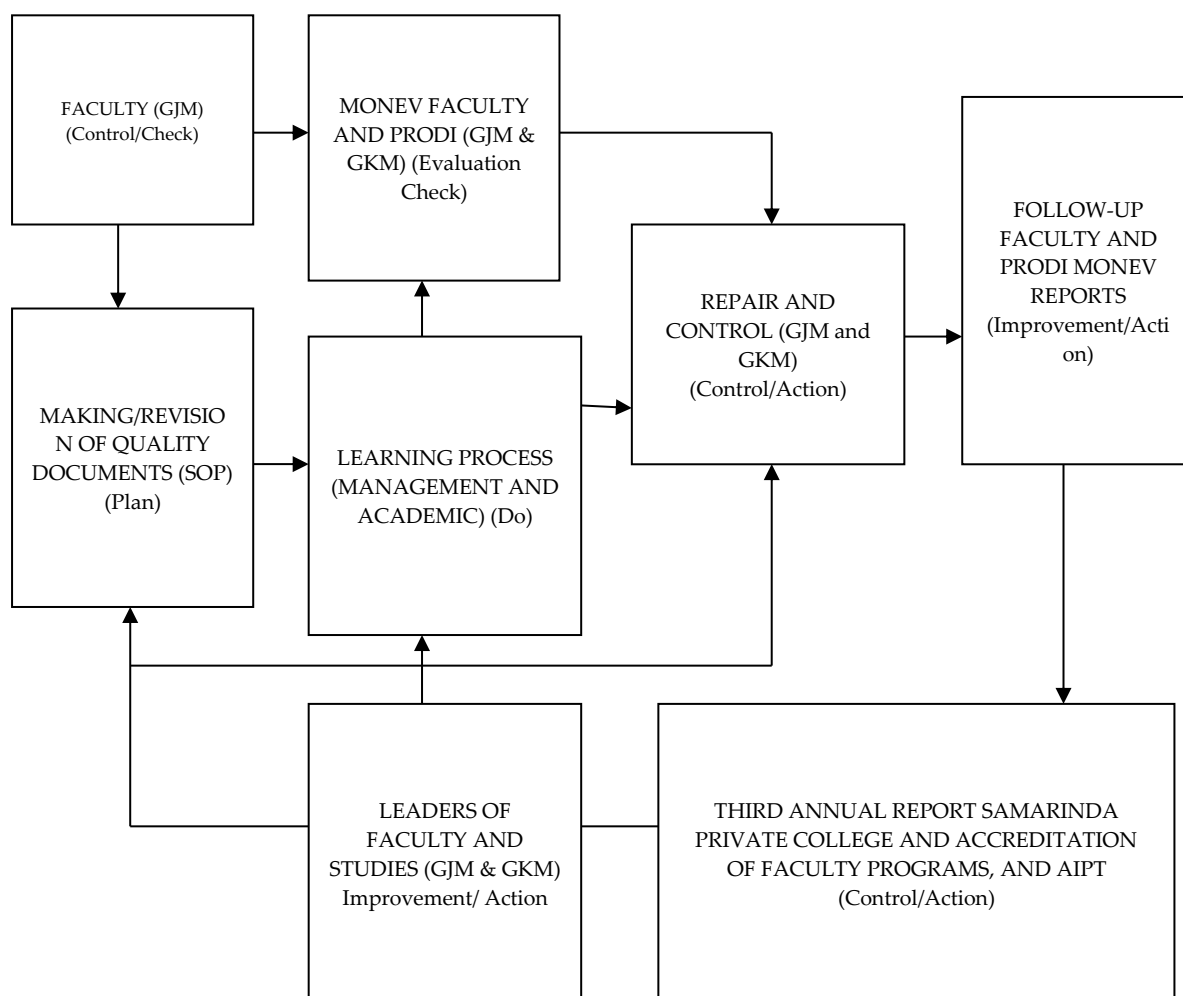 FACULTY (GJM)
(Control/Check)
MONEV FACULTY
AND PRODI (GJM &
GKM) (Evaluation
Check)
FOLLOW-UP
FACULTY AND
PRODI MONEV
REPORTS
(Improvement/Acti
on)
REPAIR AND
CONTROL (GJM and
GKM)
(Control/Action)
MAKING/REVISIO
N OF QUALITY
DOCUMENTS (SOP)
(Plan)
LEARNING PROCESS
(MANAGEMENT AND
ACADEMIC) (Do)
LEADERS OF
FACULTY AND
STUDIES (GJM & GKM)
Improvement/ Action
THIRD ANNUAL REPORT SAMARINDA
PRIVATE COLLEGE AND ACCREDITATION
OF FACULTY PROGRAMS, AND AIPT
(Control/Action)